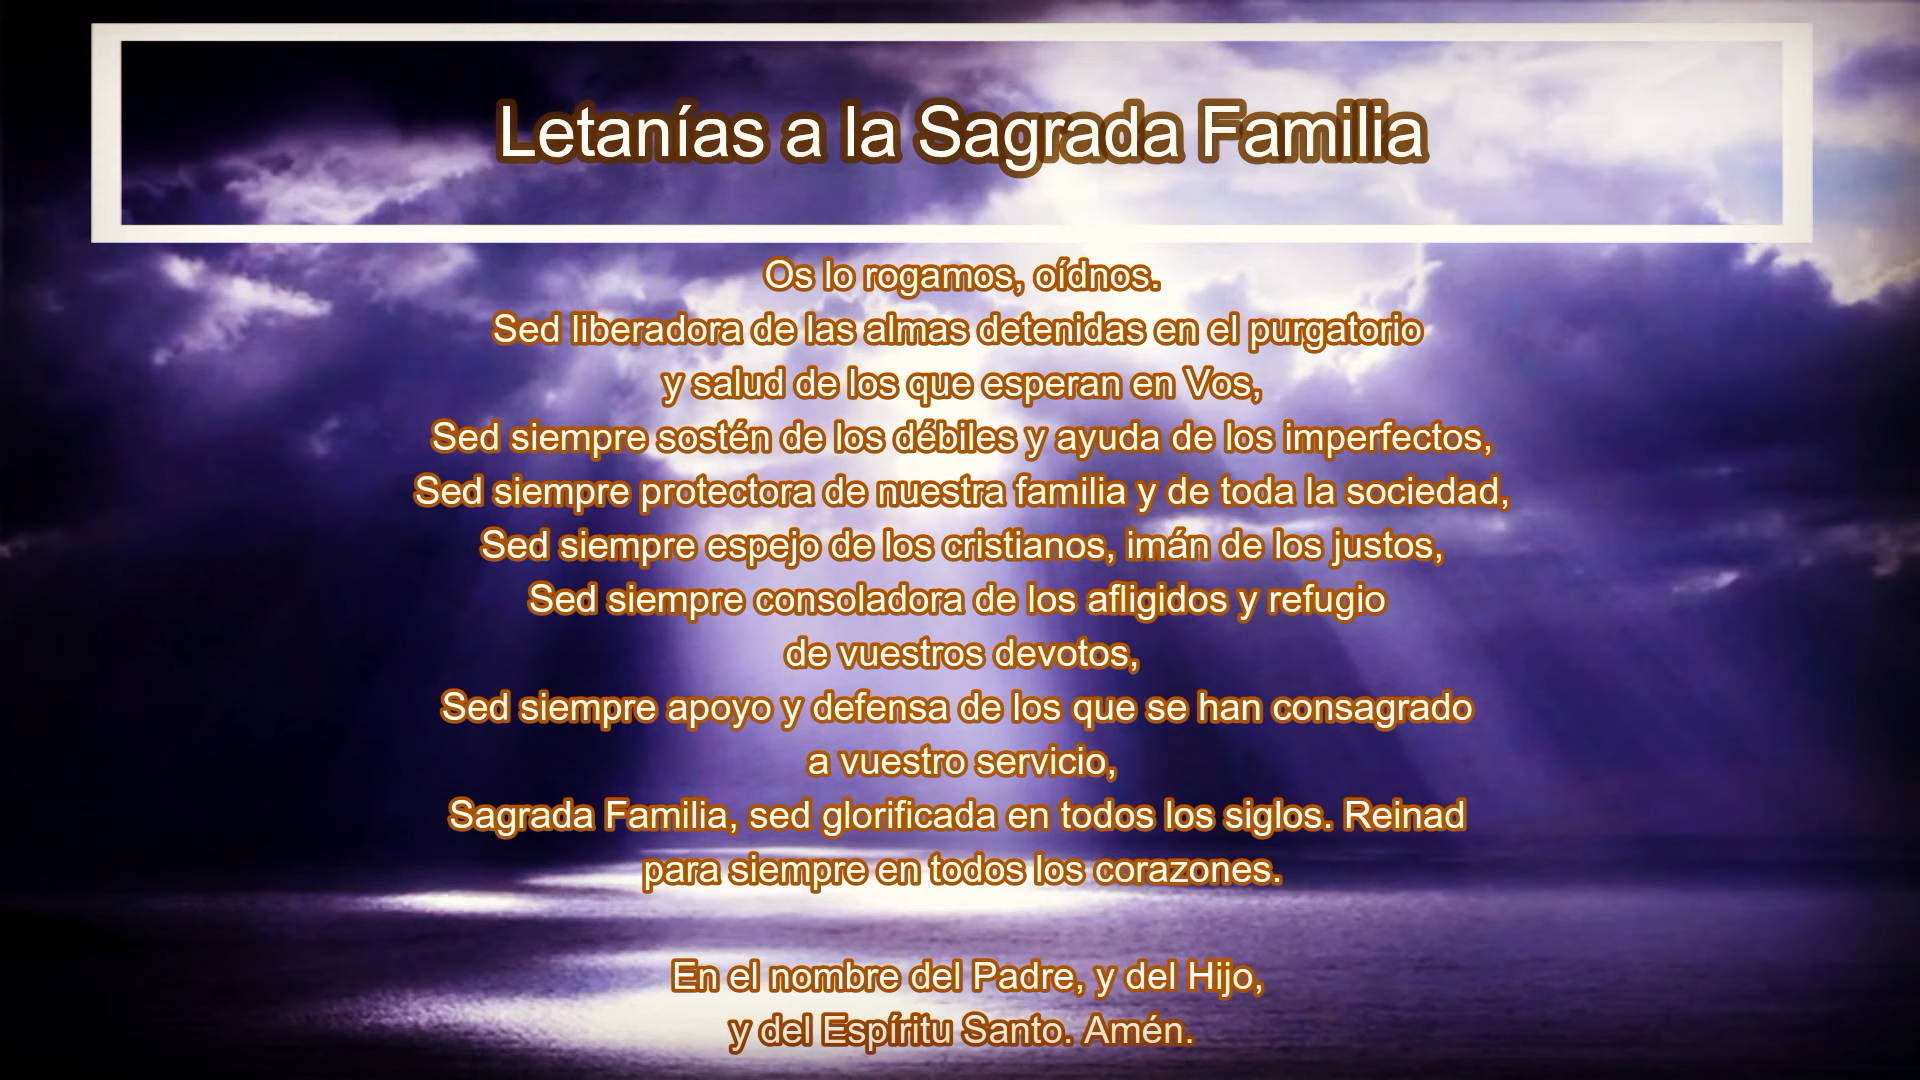 Letanías a la Sagrada Familia
Os lo rogamos, oídnos.
Sed liberadora de las almas detenidas en el purgatorio
y salud de los que esperan en Vos,
Sed siempre sostén de los débiles y ayuda de los imperfectos,
Sed siempre protectora de nuestra familia y de toda la sociedad,
Sed siempre espejo de los cristianos, imán de los justos,
Sed siempre consoladora de los afligidos y refugio
de vuestros devotos,
Sed siempre apoyo y defensa de los que se han consagrado
a vuestro servicio,
Sagrada Familia, sed glorificada en todos los siglos. Reinad
para siempre en todos los corazones.
En el nombre del Padre, y del Hijo,
y del Espíritu Santo. Amén.